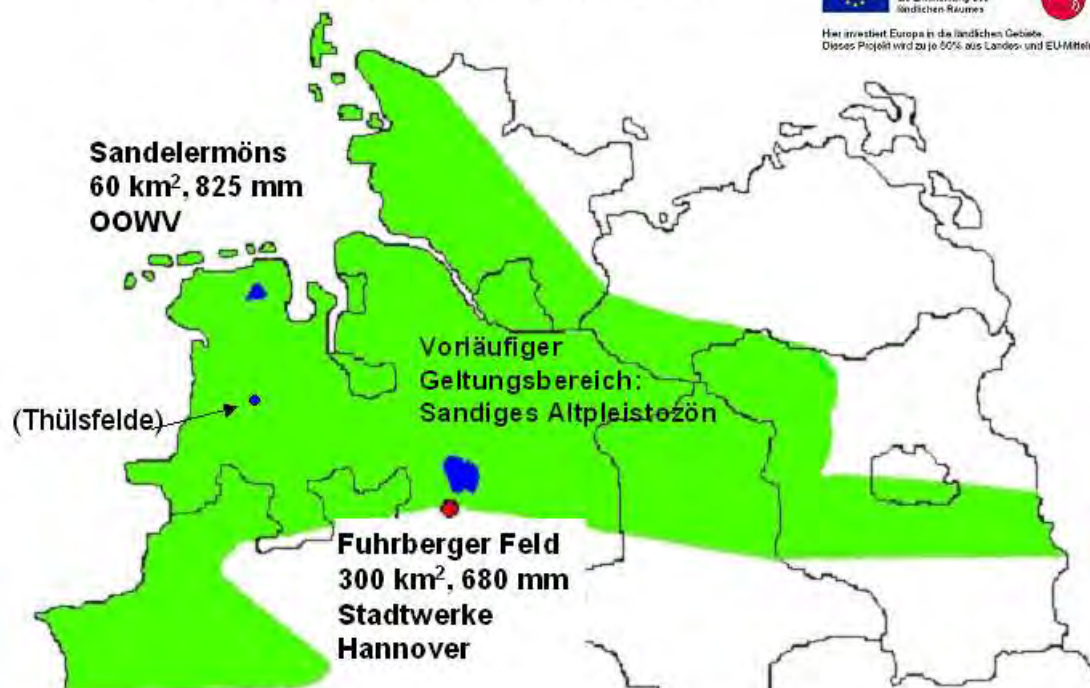 ländlichen Raumes
Hier investiert Europa in die ländlichen Gebiete.
Dieses Projekt wird zu je 50% aus Landes- und EU-Mitteln
Sandelermöns
60 km², 825 mm
OOWV
Vorläufiger
Geltungsbereich:
Sandiges Altpleistozön
(Thülsfelde)
Fuhrberger Feld
300 km², 680 mm
Stadtwerke
Hannover